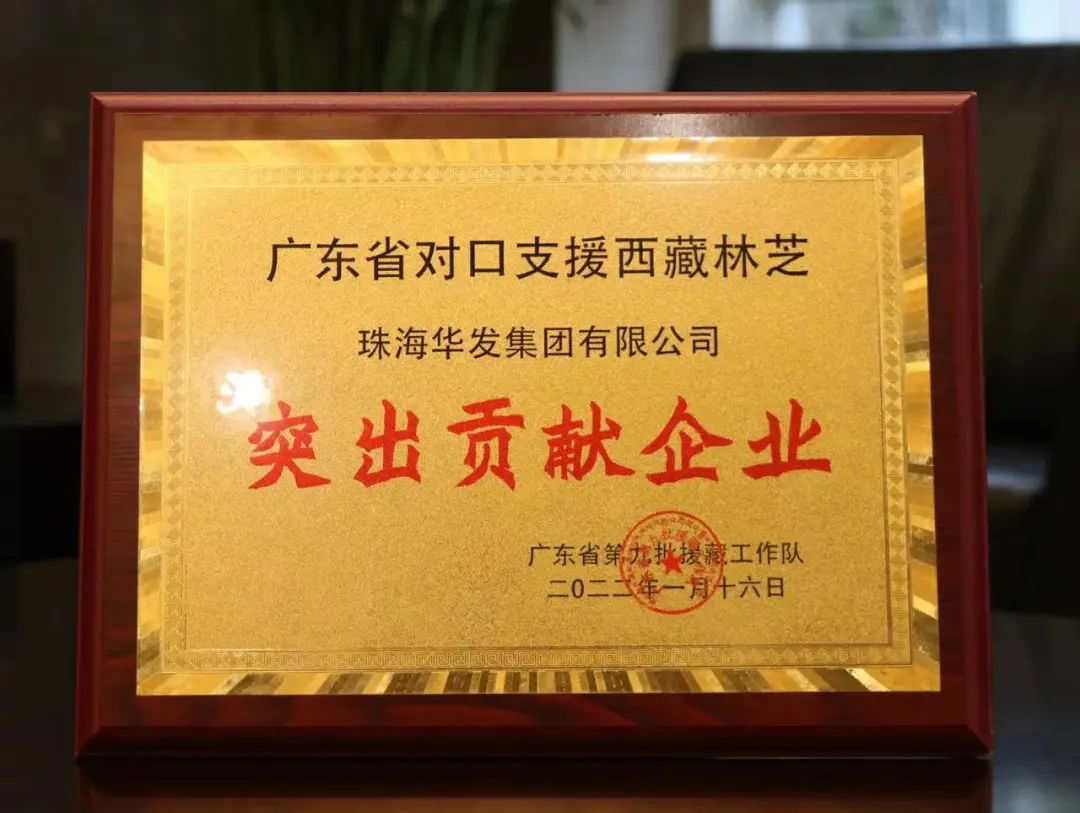 广东省对口支援西藏林芝
珠海华发集团有限公司
突出贡献企业
广东省第九批援藏工作队
二〇二二年一月十六日